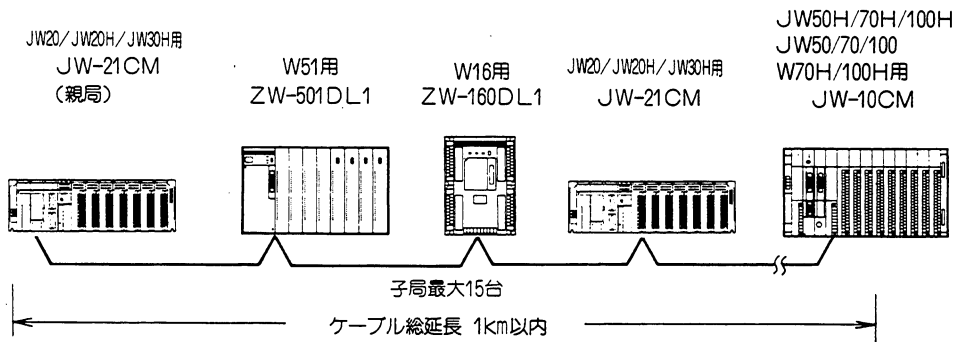 JW20/JW20H/JW30H用
JW-21CM
(親局)
W51用
ZW-501DL1
W16用
ZW-160DL1
JW20/JW20H/JW30H用
JW-21CM
JW50H/70H/100H
JW50/70/100
W70H/100H用
JW-10CM
子局最大15台
ケーブル総延長 1km以内